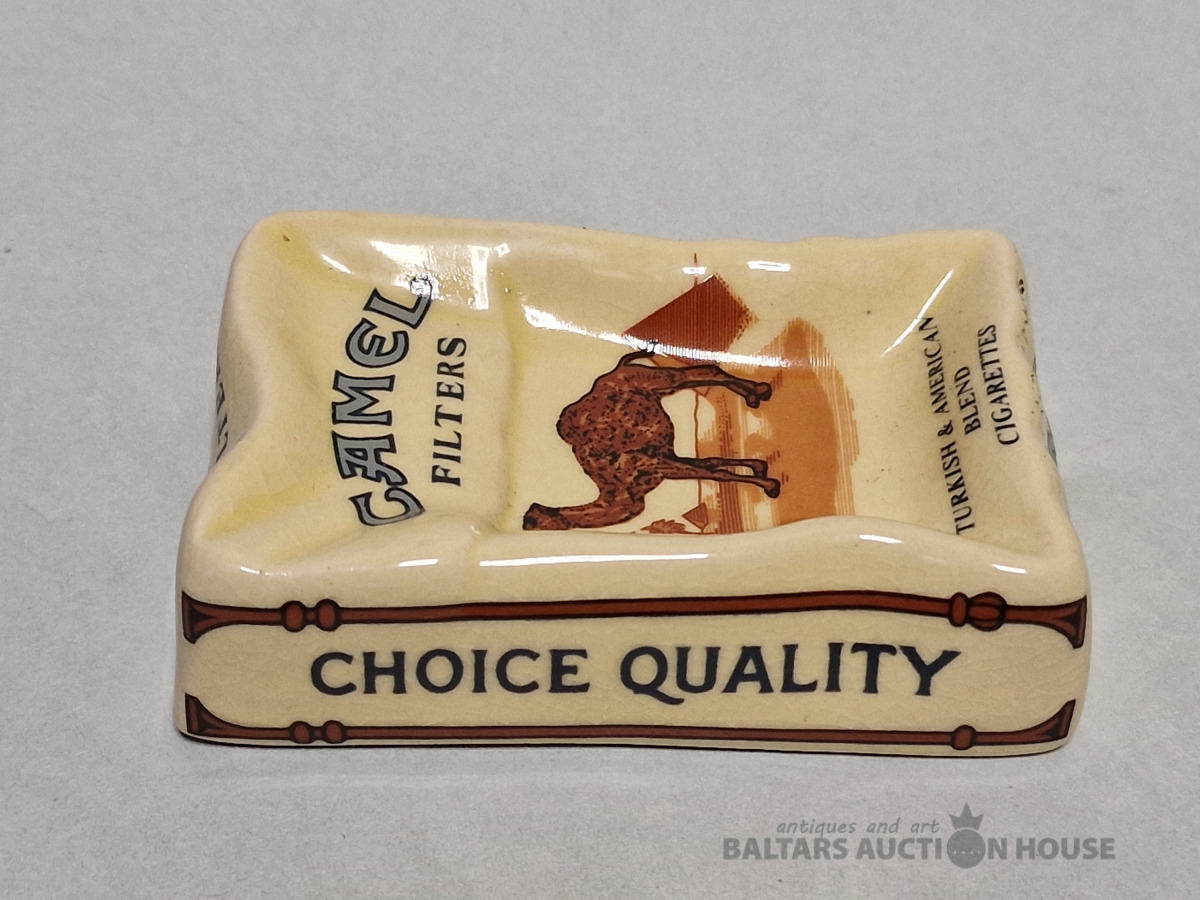 CAMEL
FILTERS
TURKISH & AMERICAN
BLEND
CIGARETTES
CHOICE QUALITY
antiques and art
BALTARS AUCTION HOUSE